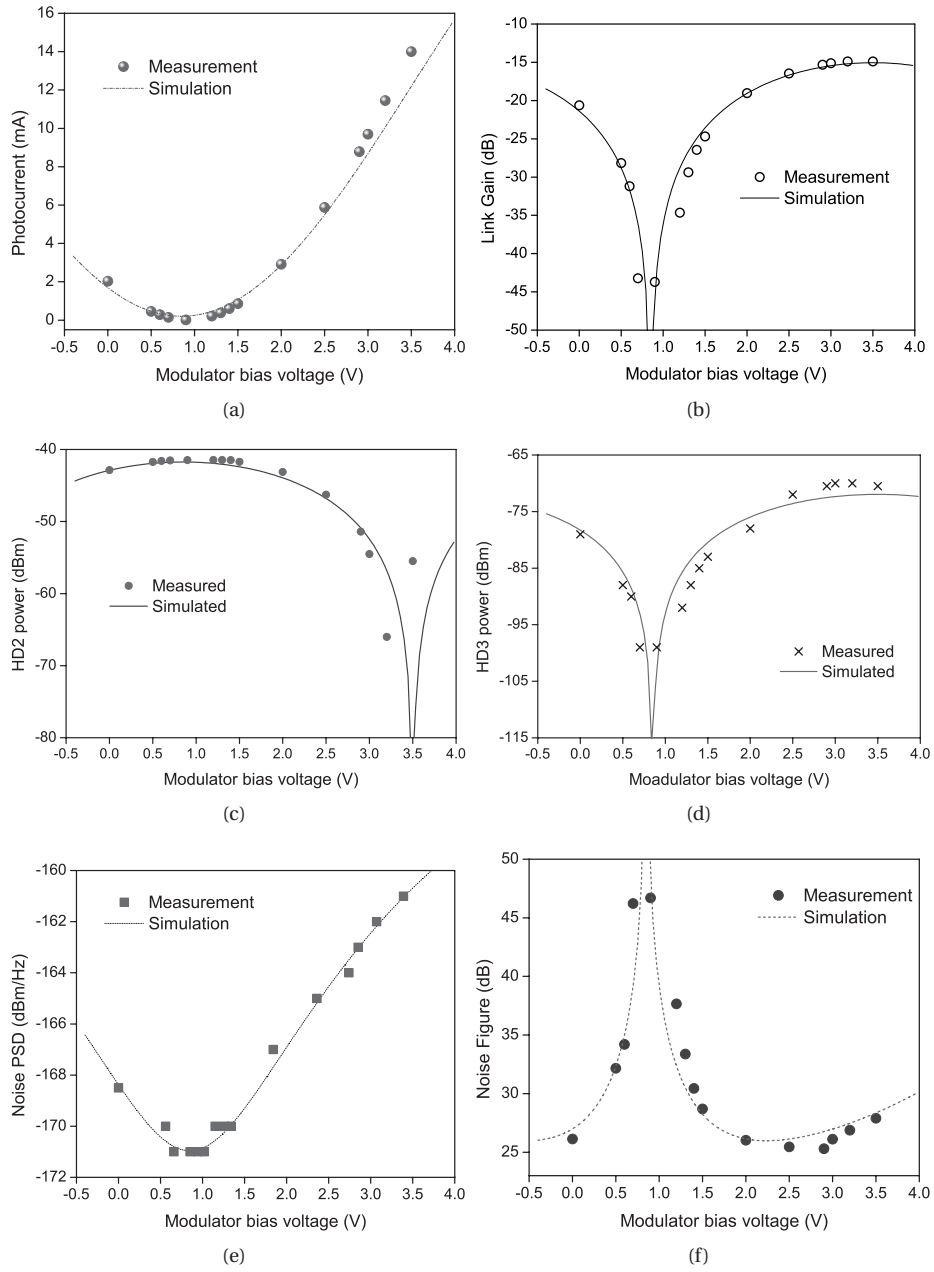 16
14
12
10
8
6
4
2
0
Photocurrent (mA)
Measurement
Simulation
-0.5 0.0 0.5 1.0 1.5 2.0 2.5 3.0 3.5 4.0
Modulator bias voltage (V)
(a)
-10
-15
-20
-25
-30
-35
-40
-45
-50
Link Gain (dB)
Measurement
Simulation
-0.5 0.0 0.5 1.0 1.5 2.0 2.5 3.0 3.5 4.0
Modulator bias voltage (V)
(b)
-40
-50
-60
-70
-80
HD2 power (dBm)
Measured
Simulated
-0.5 0.0 0.5 1.0 1.5 2.0 2.5 3.0 3.5 4.0
Modulator bias voltage (V)
(c)
-65
-75
-85
-95
-105
-115
HD3 power (dBm)
Measured
Simulated
-0.5 0.0 0.5 1.0 1.5 2.0 2.5 3.0 3.5 4.0
Moadulator bias voltage (V)
(d)
-160
-162
-164
-166
-168
-170
-172
Noise PSD (dBm/Hz)
Measurement
Simulation
-0.5 0.0 0.5 1.0 1.5 2.0 2.5 3.0 3.5 4.0
Modulator bias voltage (V)
(e)
50
45
40
35
30
25
Noise Figure (dB)
Measurement
Simulation
-0.5 0.0 0.5 1.0 1.5 2.0 2.5 3.0 3.5 4.0
Modulator bias voltage (V)
(f)